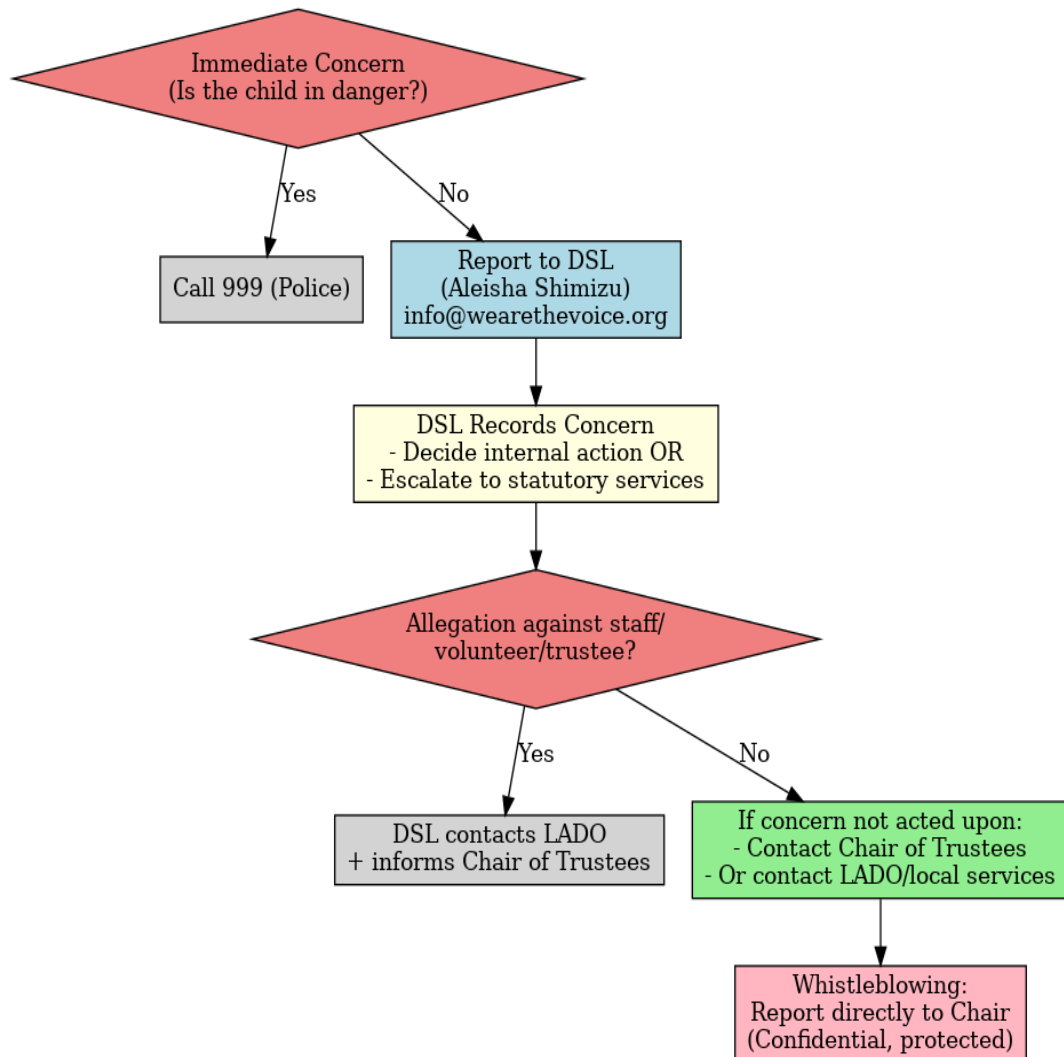 Immediate Concern
(Is the child in danger?)
Yes
No
Call 999 (Police)
Report to DSL
(Aleisha Shimizu)
info@wearethevoice.org
DSL Records Concern
- Decide internal action OR
- Escalate to statutory services
Allegation against staff/
volunteer/trustee?
Yes
No
DSL contacts LADO
+ informs Chair of Trustees
If concern not acted upon:
- Contact Chair of Trustees
- Or contact LADO/local services
Whistleblowing:
Report directly to Chair
(Confidential, protected)